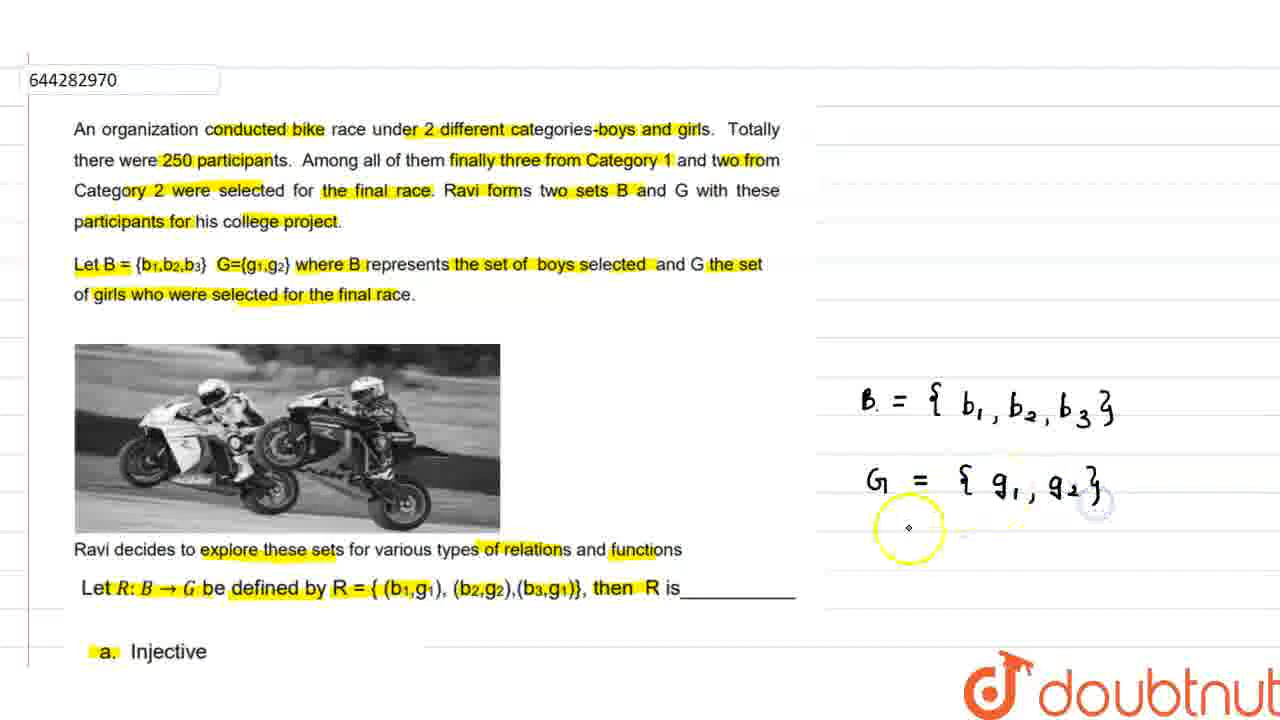 644282970
An organization conducted bike race under 2 different categories-boys and girls. Totally
there were 250 participants. Among all of them finally three from Category 1 and two from
Category 2 were selected for the final race. Ravi forms two sets B and G with these
participants for his college project.
Let B = {b₁,b₂,b₃} G={g₁,g₂} where B represents the set of boys selected and G the set
of girls who were selected for the final race.
B = { b₁, b₂, b₃ }
G = { g₁, g₂ }
Ravi decides to explore these sets for various types of relations and functions
Let R: B → G be defined by R = { (b₁,g₁), (b₂,g₂),(b₃,g₁)}, then R is___________
a. Injective
doubtnut